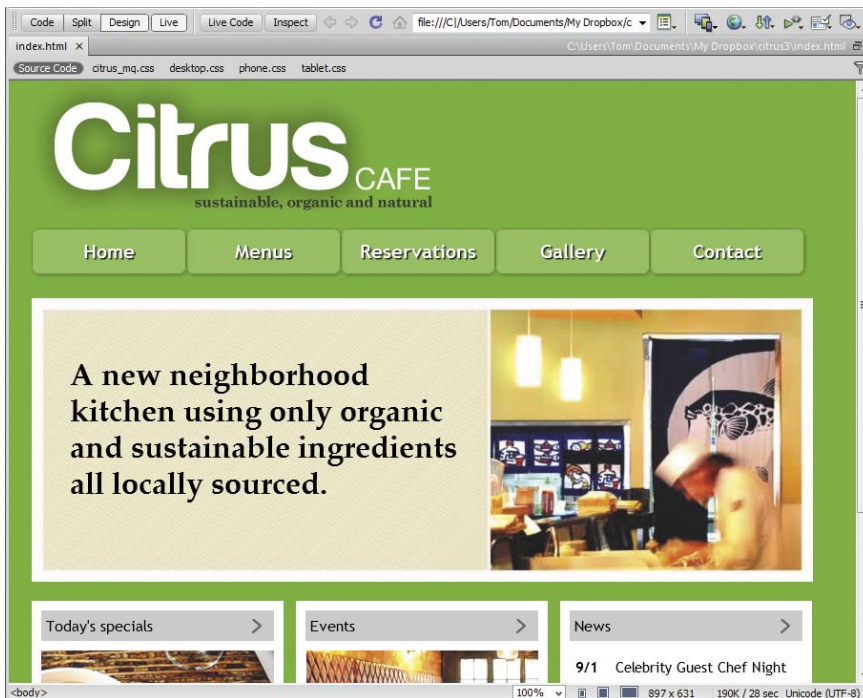 Code Split Design Live Live Code Inspect file:///C|/Users/Tom/Documents/My Dropbox/c
index.html × C:\Users\Tom\Documents\My Dropbox\citrus3\index.html
Source Code citrus_mq.css desktop.css phone.css tablet.css
Citrus CAFE
sustainable, organic and natural
Home Menus Reservations Gallery Contact
A new neighborhood
kitchen using only organic
and sustainable ingredients
all locally sourced.
Today's specials > Events > News >
9/1 Celebrity Guest Chef Night
<body> 100% 897 x 631 190K / 28 sec Unicode (UTF-8)